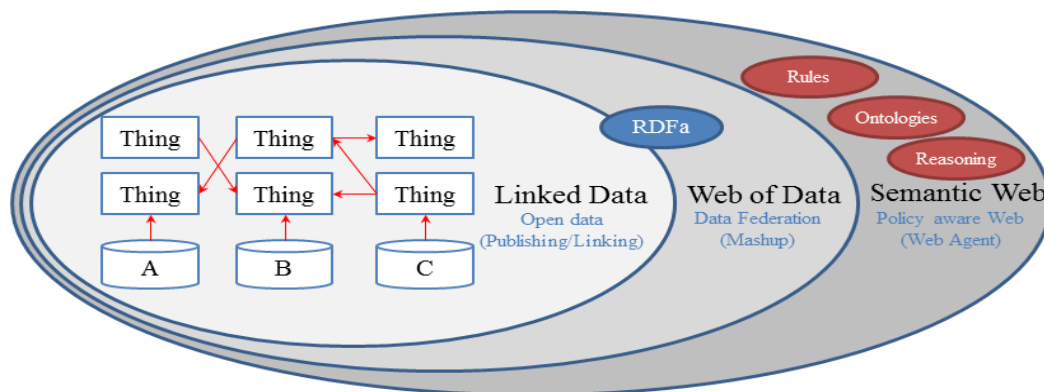 Rules
RDFa
Ontologies
Thing
Thing
Thing
Reasoning
Thing
Thing
Thing
Linked Data
Web of Data
Semantic Web
Open data
(Publishing/Linking)
Data Federation
(Mashup)
Policy aware Web
(Web Agent)
A
B
C